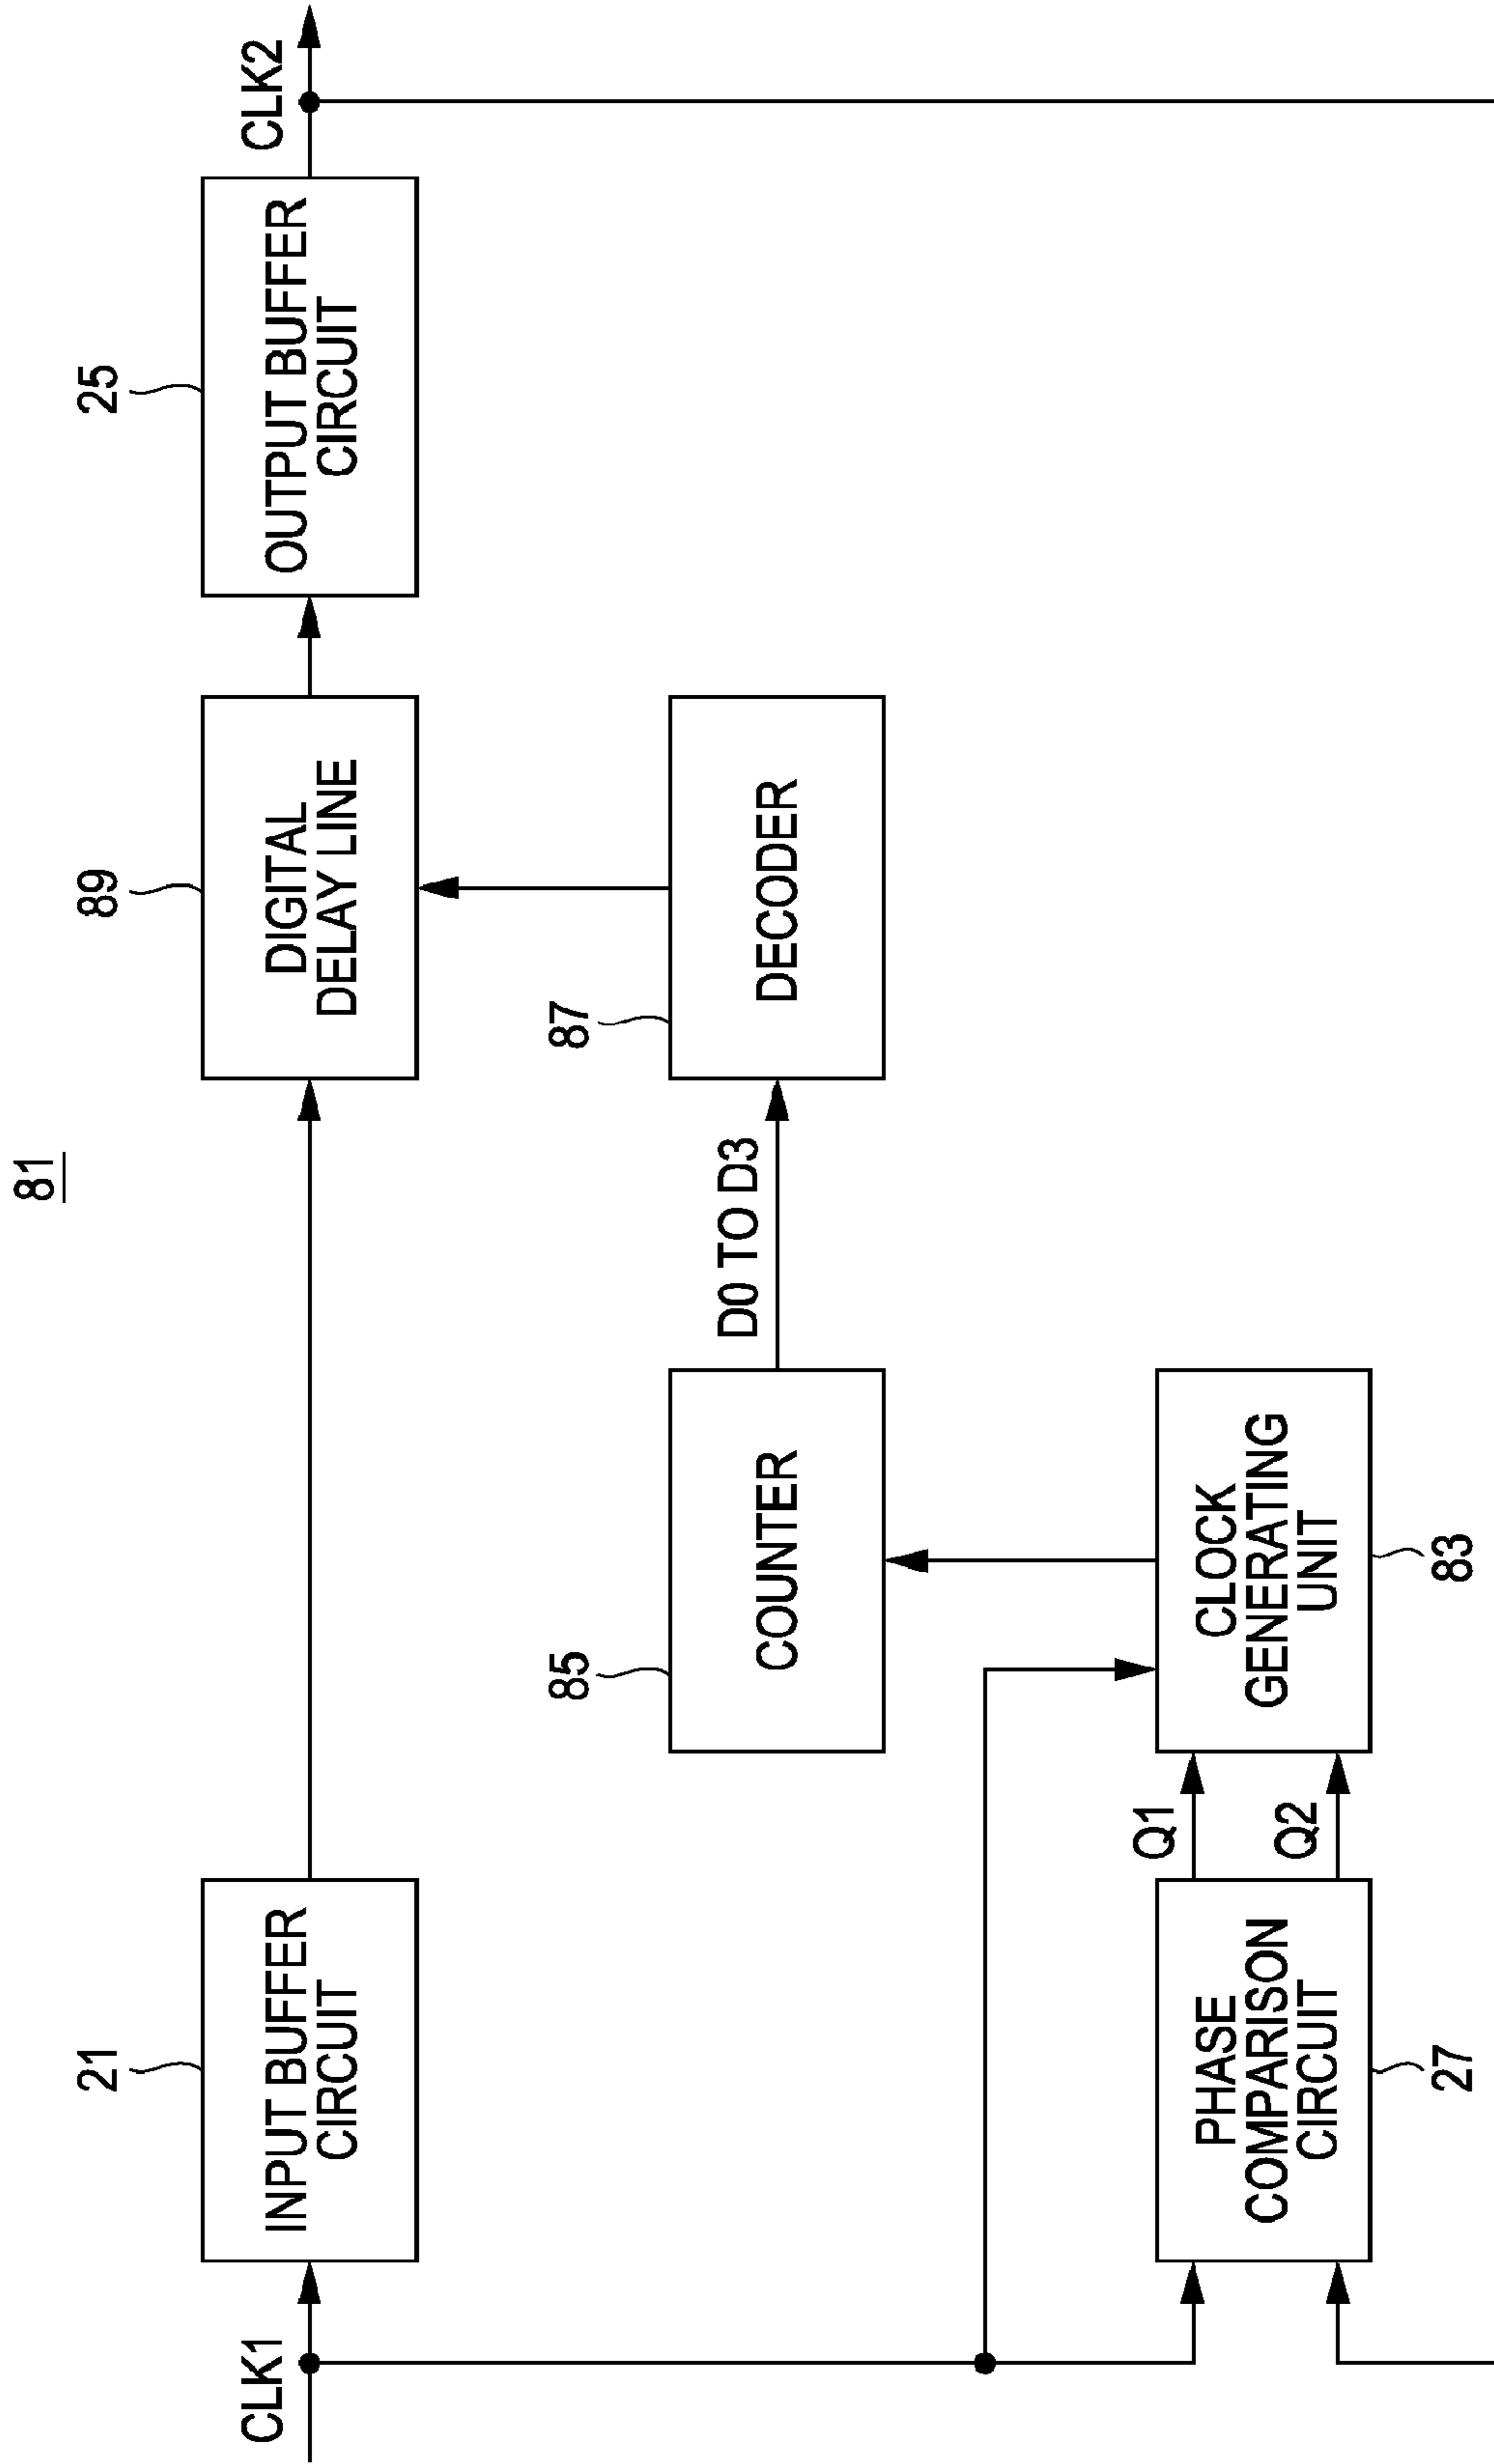 81
CLK1
21
INPUT BUFFER
CIRCUIT
89
DIGITAL
DELAY LINE
25
OUTPUT BUFFER
CIRCUIT
CLK2
85
COUNTER
D0 TO D3
87
DECODER
PHASE
COMPARISON
CIRCUIT
27
Q1
Q2
CLOCK
GENERATING
UNIT
83